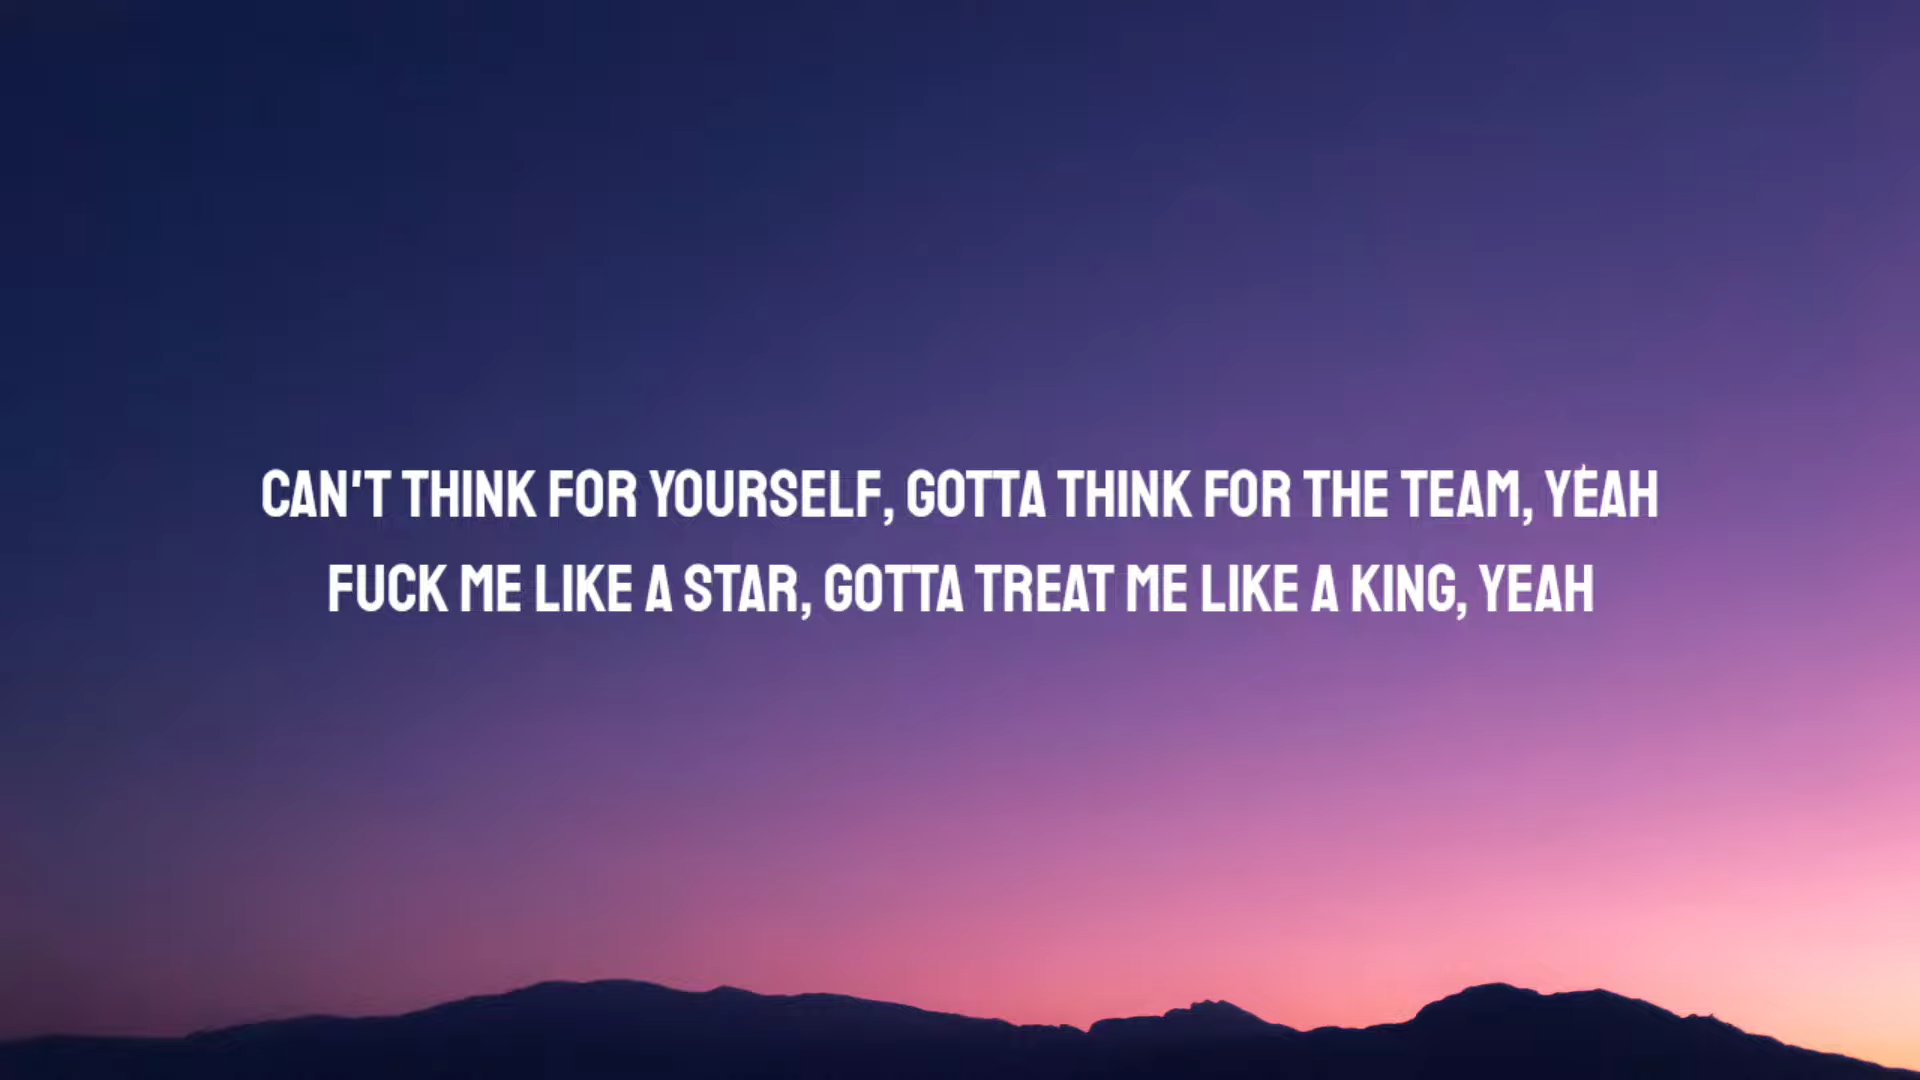 CAN'T THINK FOR YOURSELF, GOTTA THINK FOR THE TEAM, YEAH
FUCK ME LIKE A STAR, GOTTA TREAT ME LIKE A KING, YEAH